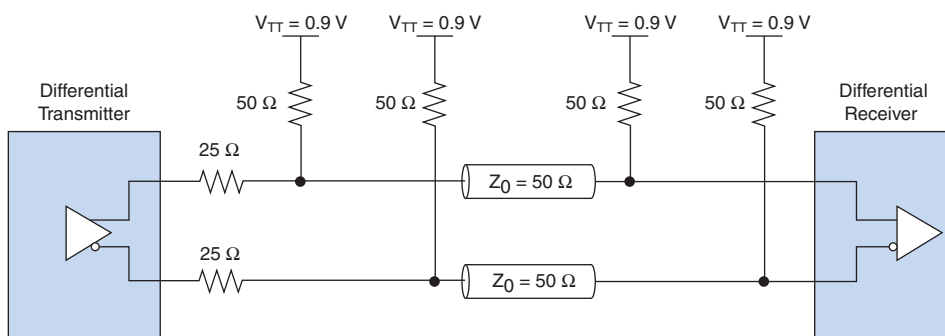 V_TT = 0.9 V V_TT = 0.9 V V_TT = 0.9 V V_TT = 0.9 V
Differential
Transmitter
50 Ω 50 Ω 50 Ω 50 Ω
Differential
Receiver
25 Ω
Z_0 = 50 Ω
25 Ω
Z_0 = 50 Ω